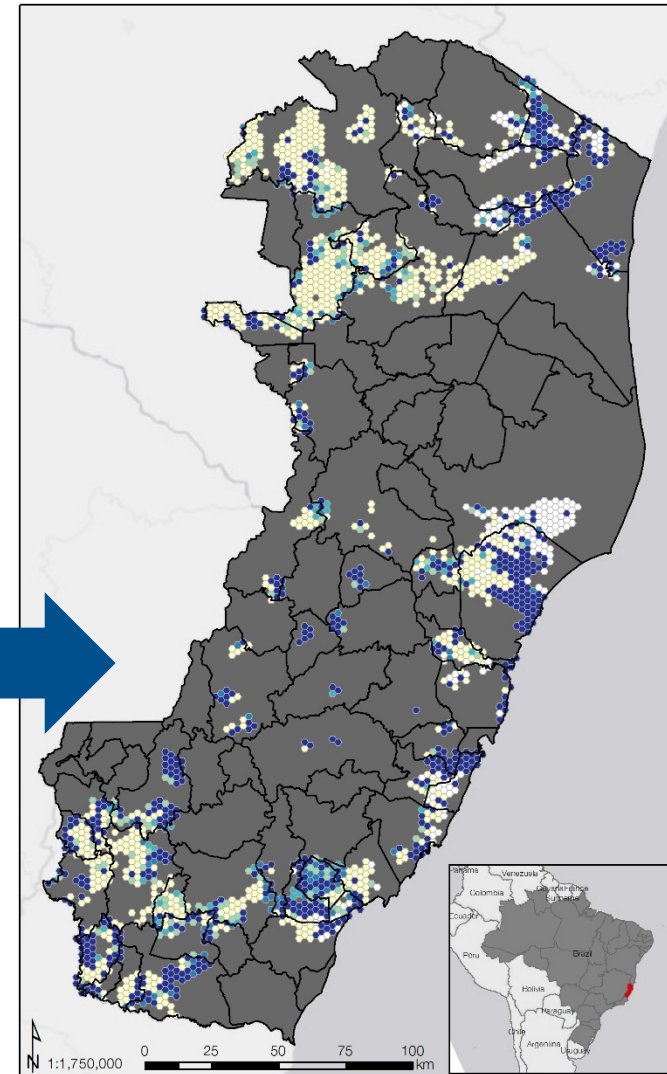 N 1:1,750,000 0 25 50 75 100
km
Panama
Venezuela
Colombia
Guyana
France
Suriname
Ecuador
Brazil
Peru
Bolivia
Paraguay
Chile
Argentina
Uruguay